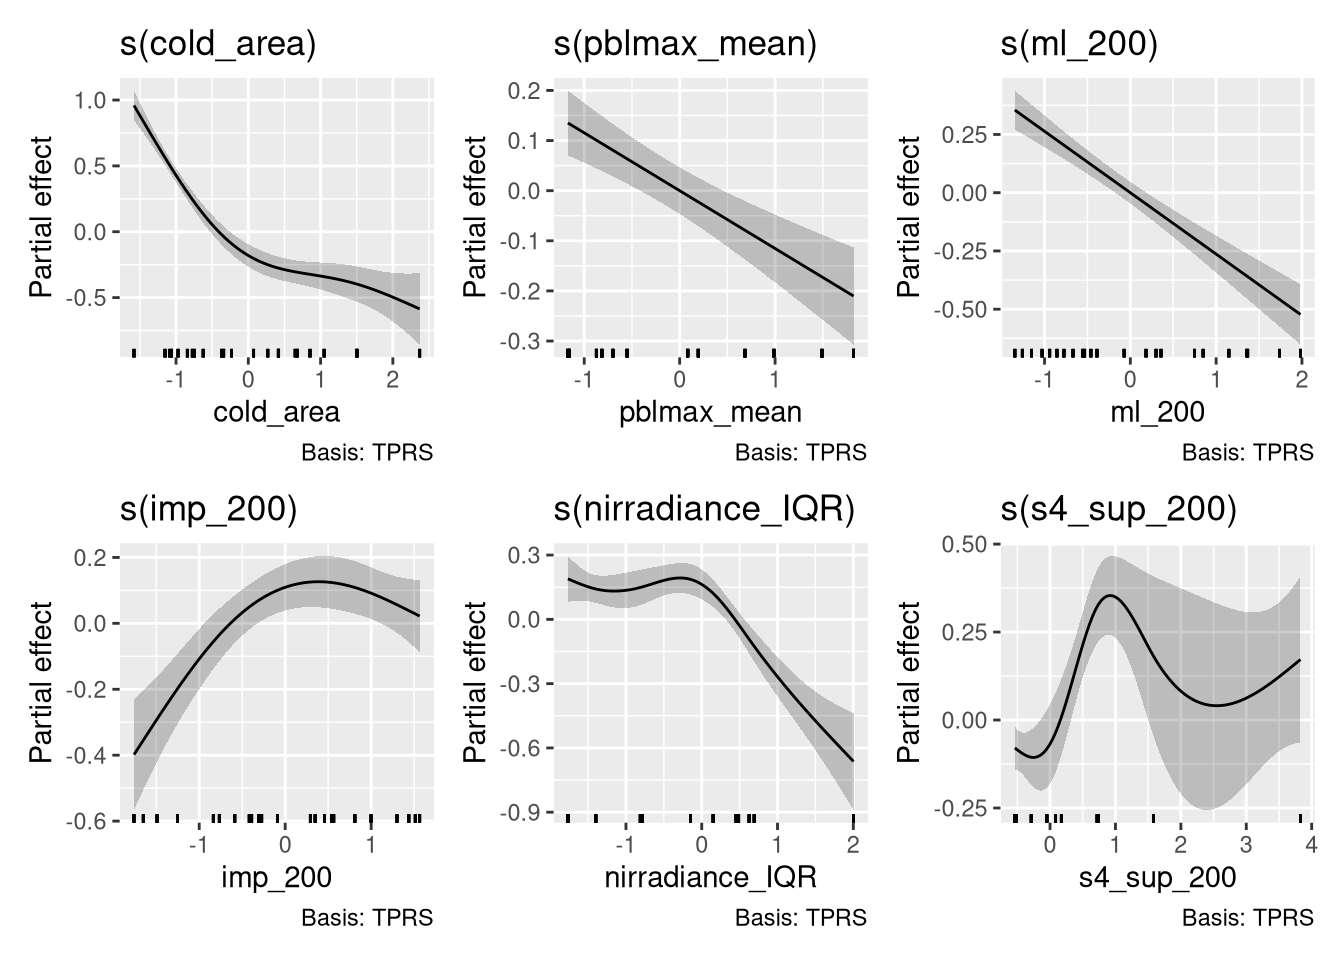 s(cold_area)
1.0
0.5
0.0
-0.5
Partial effect
-1 0 1 2
cold_area
Basis: TPRS
s(pblmax_mean)
0.2
0.1
0.0
-0.1
-0.2
-0.3
Partial effect
-1 0 1
pblmax_mean
Basis: TPRS
s(ml_200)
0.25
0.00
-0.25
-0.50
Partial effect
-1 0 1 2
ml_200
Basis: TPRS
s(imp_200)
0.2
0.0
-0.2
-0.4
-0.6
Partial effect
-1 0 1
imp_200
Basis: TPRS
s(nirradiance_IQR)
0.3
0.0
-0.3
-0.6
-0.9
Partial effect
-1 0 1 2
nirradiance_IQR
Basis: TPRS
s(s4_sup_200)
0.50
0.25
0.00
-0.25
Partial effect
0 1 2 3 4
s4_sup_200
Basis: TPRS